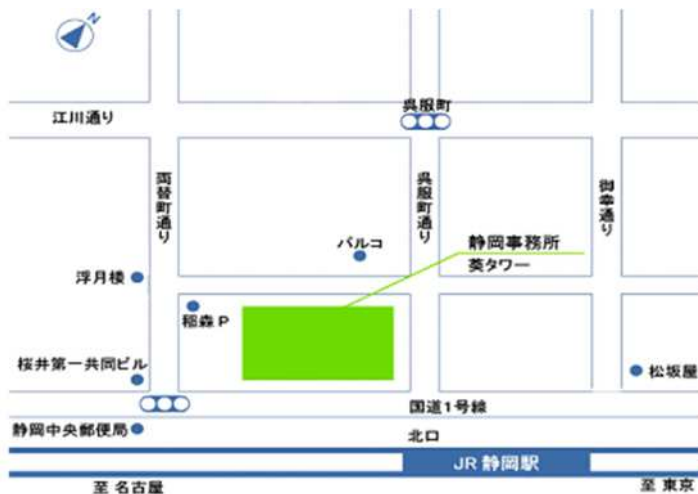 N
呉服町
江川通り
両替町通り
呉服町通り
御幸通り
パルコ
静岡事務所
葵タワー
浮月楼
稲森 P
桜井第一共同ビル
松坂屋
国道1号線
静岡中央郵便局
北口
JR 静岡駅
至 名古屋
至 東京